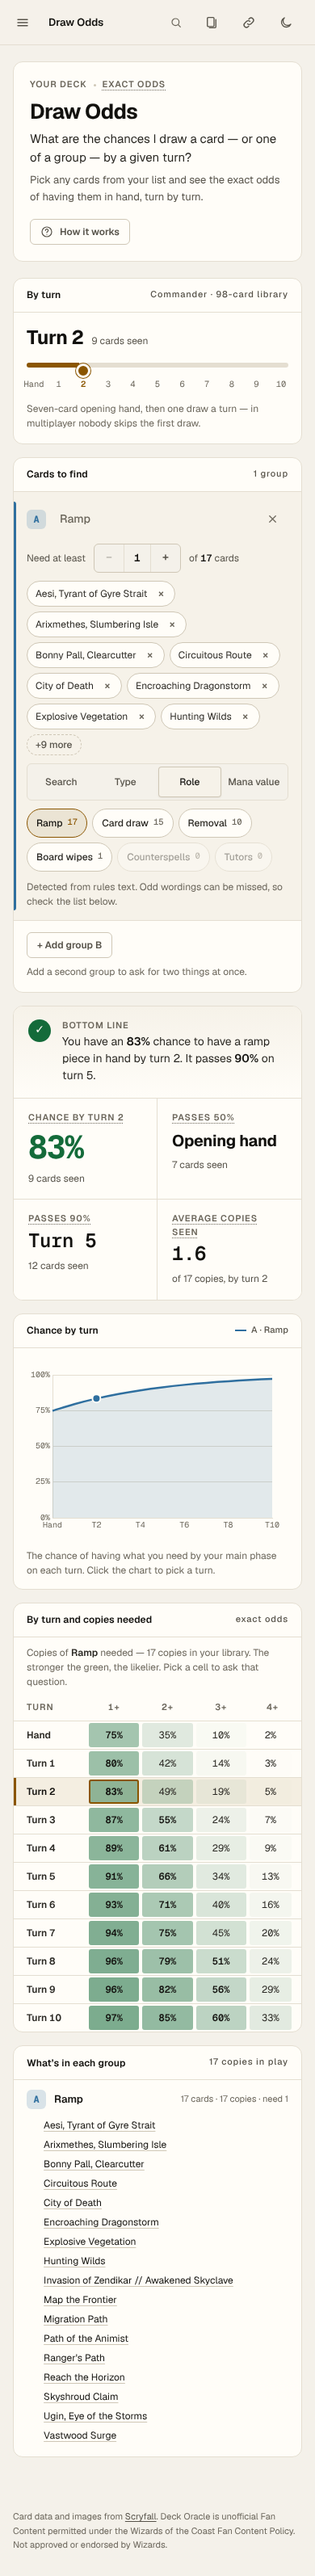 Draw Odds
YOUR DECK · EXACT ODDS
Draw Odds
What are the chances I draw a card — or one
of a group — by a given turn?
Pick any cards from your list and see the exact odds
of having them in hand, turn by turn.
How it works
By turn
Commander · 98-card library
Turn 2 9 cards seen
Hand 1 2 3 4 5 6 7 8 9 10
Seven-card opening hand, then one draw a turn — in
multiplayer nobody skips the first draw.
Cards to find
1 group
A Ramp ×
Need at least − 1 + of 17 cards
Aesi, Tyrant of Gyre Strait ×
Arixmethes, Slumbering Isle ×
Bonny Pall, Clearcutter × Circuitous Route ×
City of Death × Encroaching Dragonstorm ×
Explosive Vegetation × Hunting Wilds ×
+9 more
Search Type Role Mana value
Ramp 17 Card draw 15 Removal 10
Board wipes 1 Counterspells 0 Tutors 0
Detected from rules text. Odd wordings can be missed, so
check the list below.
+ Add group B
Add a second group to ask for two things at once.
BOTTOM LINE
You have an 83% chance to have a ramp
piece in hand by turn 2. It passes 90% on
turn 5.
CHANCE BY TURN 2
83%
9 cards seen
PASSES 50%
Opening hand
7 cards seen
PASSES 90%
Turn 5
12 cards seen
AVERAGE COPIES
SEEN
1.6
of 17 copies, by turn 2
Chance by turn
A · Ramp
100%
75%
50%
25%
0%
Hand T2 T4 T6 T8 T10
The chance of having what you need by your main phase
on each turn. Click the chart to pick a turn.
By turn and copies needed
exact odds
Copies of Ramp needed — 17 copies in your library. The
stronger the green, the likelier. Pick a cell to ask that
question.
TURN 1+ 2+ 3+ 4+
Hand 75% 35% 10% 2%
Turn 1 80% 42% 14% 3%
Turn 2 83% 49% 19% 5%
Turn 3 87% 55% 24% 7%
Turn 4 89% 61% 29% 9%
Turn 5 91% 66% 34% 13%
Turn 6 93% 71% 40% 16%
Turn 7 94% 75% 45% 20%
Turn 8 96% 79% 51% 24%
Turn 9 96% 82% 56% 29%
Turn 10 97% 85% 60% 33%
What's in each group
17 copies in play
A Ramp 17 cards · 17 copies · need 1
Aesi, Tyrant of Gyre Strait
Arixmethes, Slumbering Isle
Bonny Pall, Clearcutter
Circuitous Route
City of Death
Encroaching Dragonstorm
Explosive Vegetation
Hunting Wilds
Invasion of Zendikar // Awakened Skyclave
Map the Frontier
Migration Path
Path of the Animist
Ranger's Path
Reach the Horizon
Skyshroud Claim
Ugin, Eye of the Storms
Vastwood Surge
Card data and images from Scryfall. Deck Oracle is unofficial Fan
Content permitted under the Wizards of the Coast Fan Content Policy.
Not approved or endorsed by Wizards.